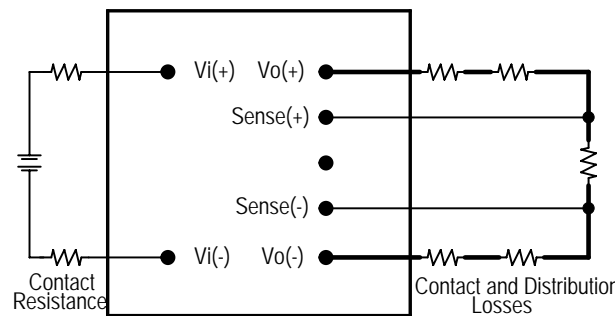 Vi(+) Vo(+)
Sense(+)
Sense(-)
Vi(-) Vo(-)
Contact
Resistance
Contact and Distribution
Losses